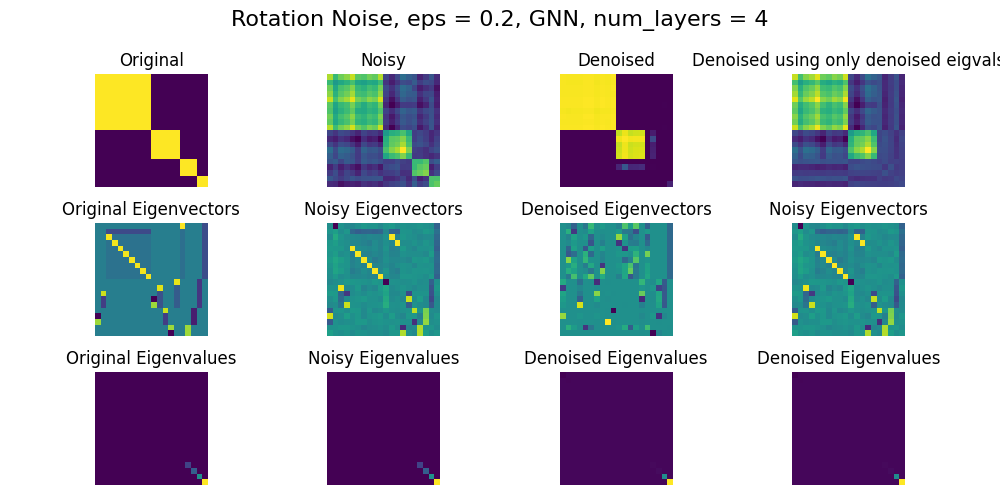 Rotation Noise, eps = 0.2, GNN, num_layers = 4
Original
Noisy
Denoised
Denoised using only denoised eigvals
Original Eigenvectors
Noisy Eigenvectors
Denoised Eigenvectors
Noisy Eigenvectors
Original Eigenvalues
Noisy Eigenvalues
Denoised Eigenvalues
Denoised Eigenvalues